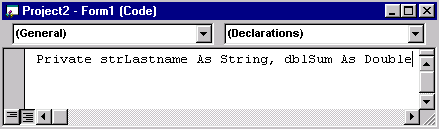 Project2 - Form1 (Code)
(General) (Declarations)
Private strLastname As String, dblSum As Double